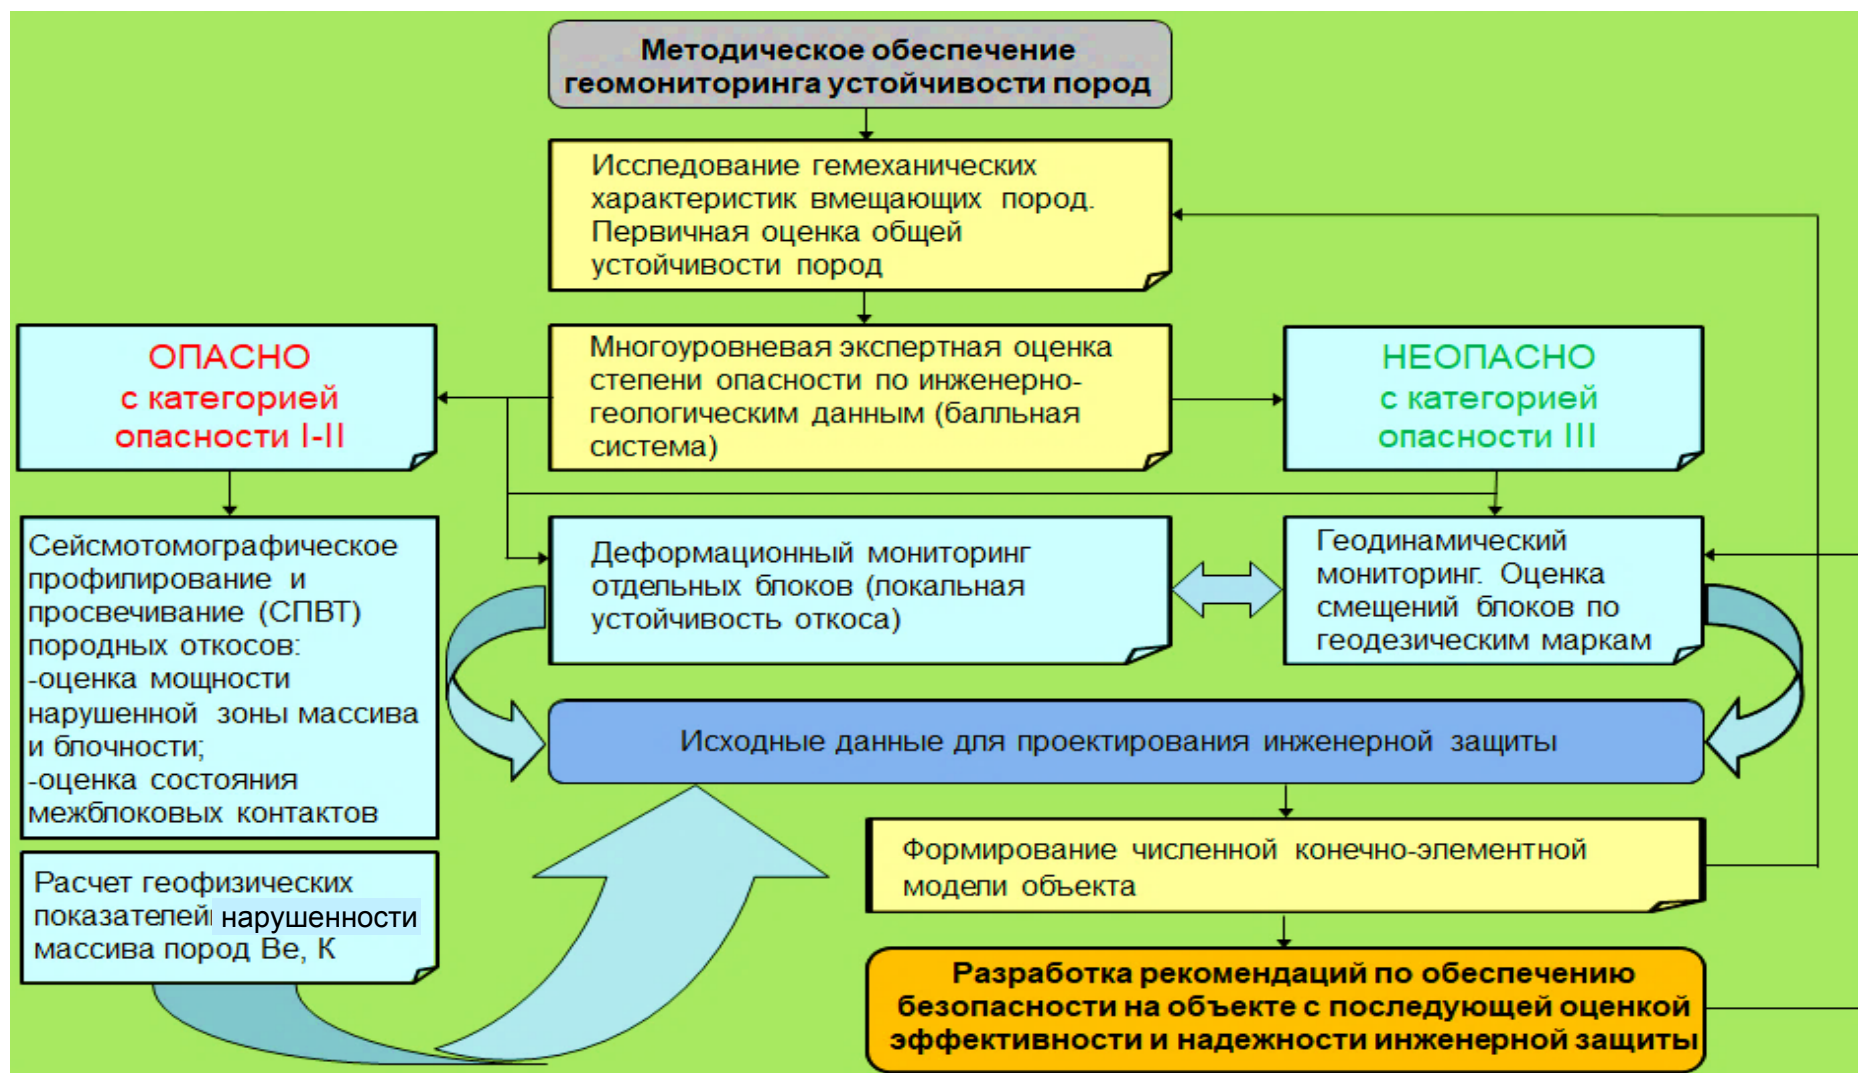 Методическое обеспечение
геомониторинга устойчивости пород
Исследование гемеханических
характеристик вмещающих пород.
Первичная оценка общей
устойчивости пород
ОПАСНО
с категорией
опасности I-II
Многоуровневая экспертная оценка
степени опасности по инженерно-
геологическим данным (балльная
система)
НЕОПАСНО
с категорией
опасности III
Сейсмотомографическое
профилирование и
просвечивание (СПВТ)
породных откосов:
-оценка мощности
нарушенной зоны массива
и блочности;
-оценка состояния
межблоковых контактов
Деформационный мониторинг
отдельных блоков (локальная
устойчивость откоса)
Геодинамический
мониторинг. Оценка
смещений блоков по
геодезическим маркам
Исходные данные для проектирования инженерной защиты
Расчет геофизических
показателей нарушенности
массива пород Ве, К
Формирование численной конечно-элементной
модели объекта
Разработка рекомендаций по обеспечению
безопасности на объекте с последующей оценкой
эффективности и надежности инженерной защиты